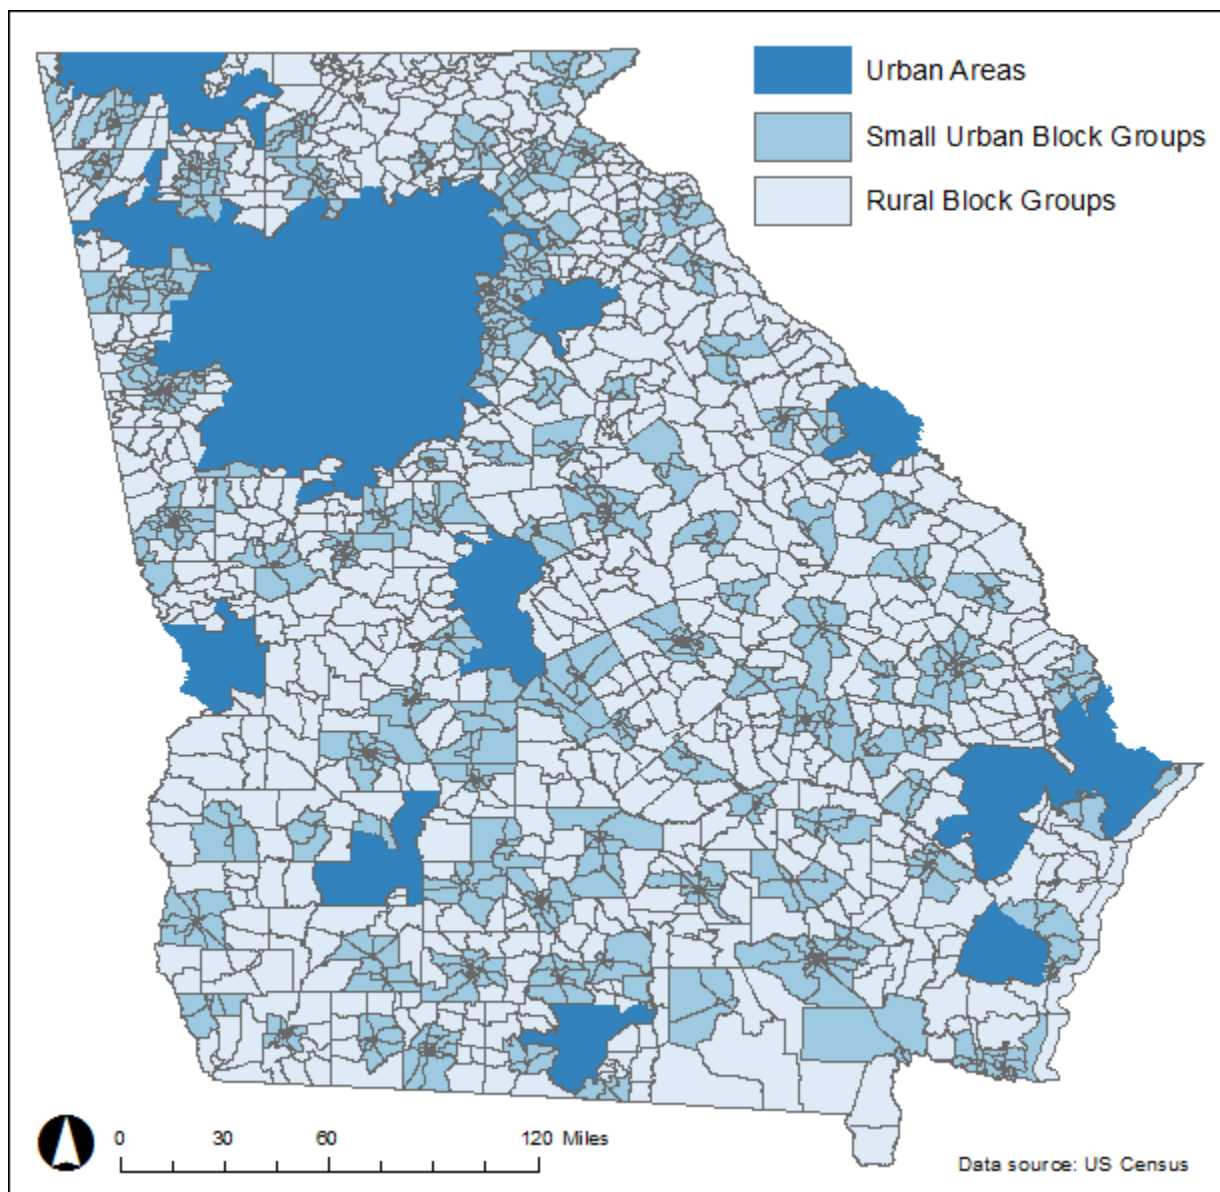 Urban Areas
Small Urban Block Groups
Rural Block Groups
0 30 60 120 Miles
Data source: US Census